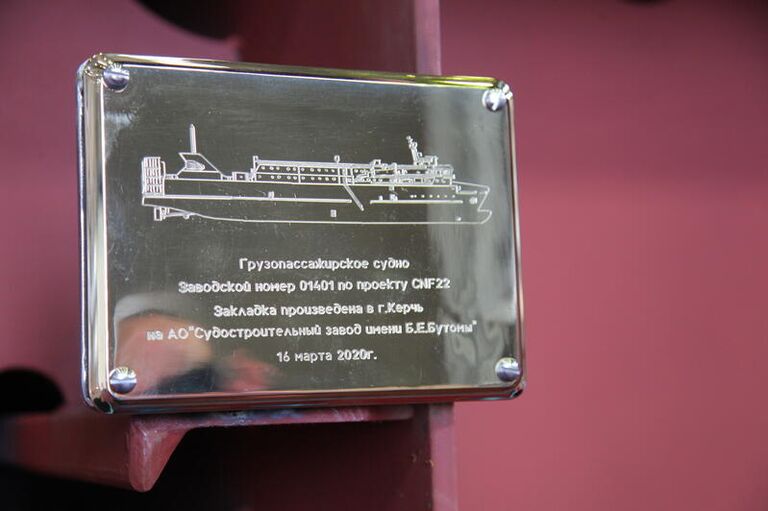 Грузопассажирское судно
Заводской номер 01401 по проекту CNF22
Закладка произведена в г.Керчь
на АО"Судостроительный завод имени Б.Е.Бутомы"
16 марта 2020г.